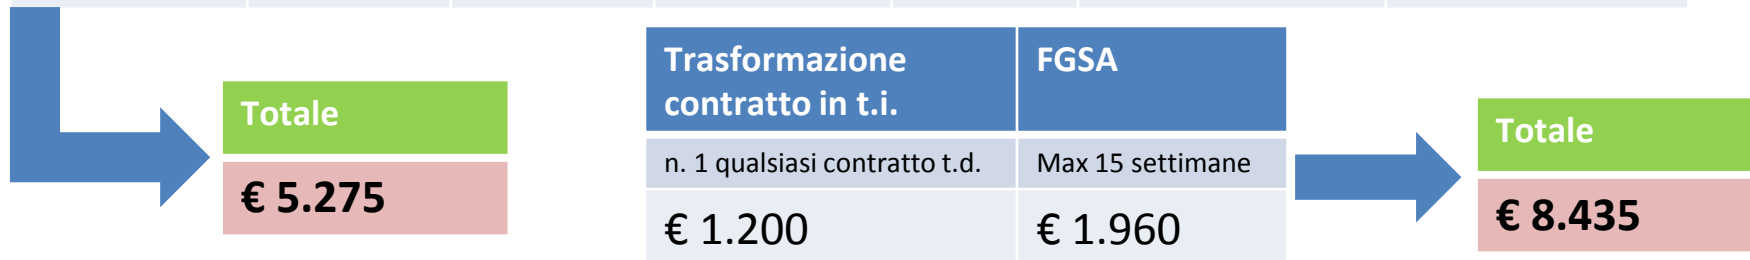 Totale
€ 5.275
Trasformazione
contratto in t.i.
FGSA
n. 1 qualsiasi contratto t.d.
Max 15 settimane
€ 1.200
€ 1.960
Totale
€ 8.435